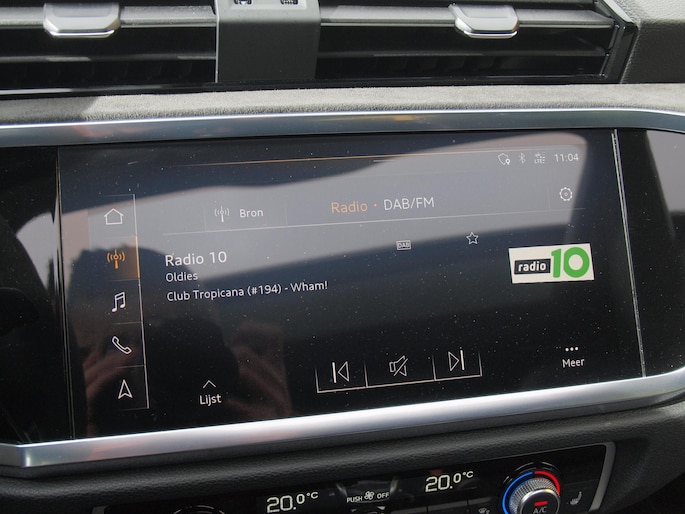 LTE 11:04
Bron Radio · DAB/FM
Radio 10
DAB
Oldies
Club Tropicana (#194) - Wham!
radio 10
Lijst
Meer
20.0°C PUSH OFF 20.0°C
A/C